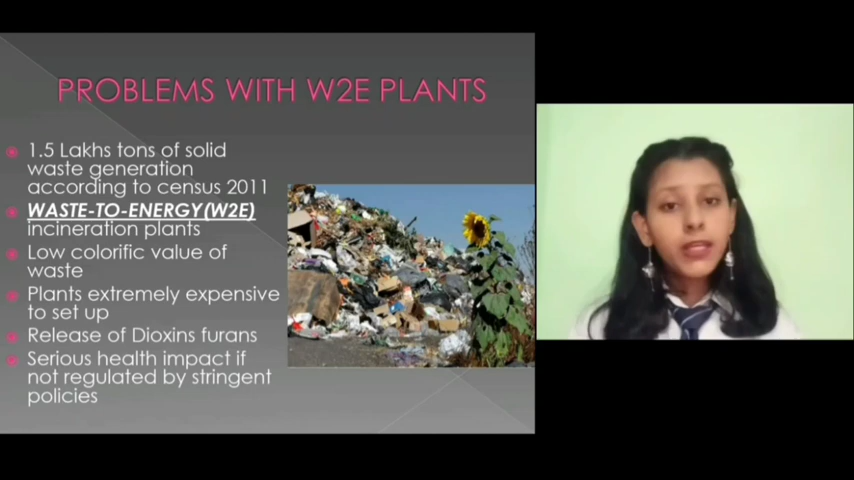 PROBLEMS WITH W2E PLANTS
1.5 Lakhs tons of solid
waste generation
according to census 2011
WASTE-TO-ENERGY(W2E)
incineration plants
Low colorific value of
waste
Plants extremely expensive
to set up
Release of Dioxins furans
Serious health impact if
not regulated by stringent
policies